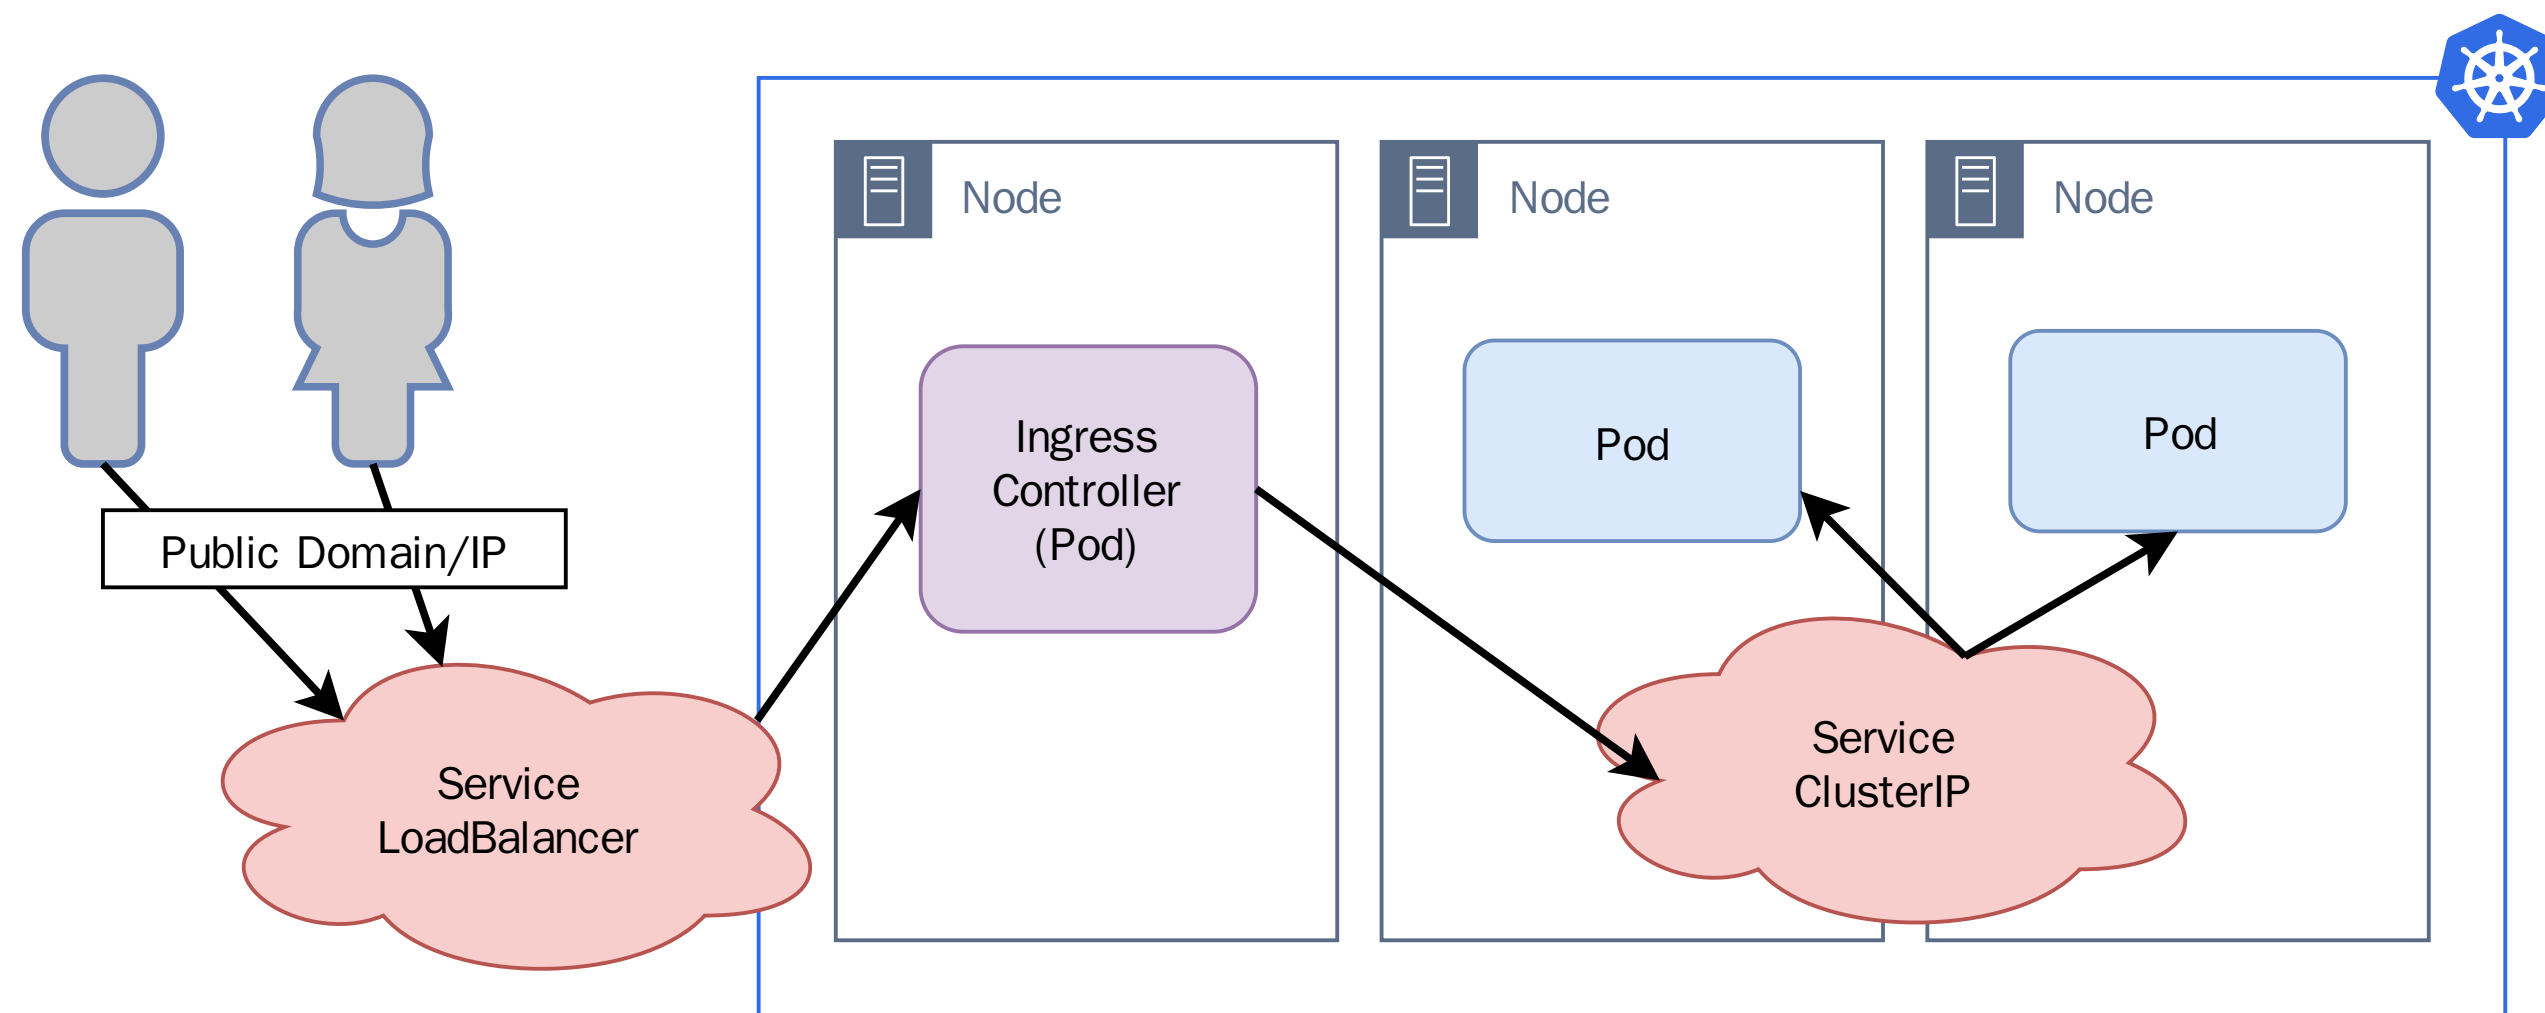 Node
Node
Node
Ingress
Controller
(Pod)
Pod
Pod
Public Domain/IP
Service
LoadBalancer
Service
ClusterIP